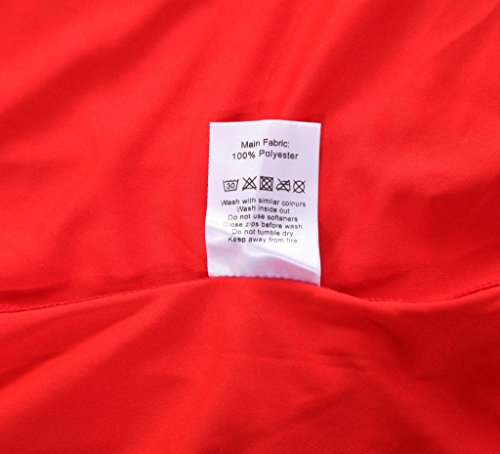 Main Fabric:
100% Polyester
30
Wash with similar colours
Wash inside out
Do not use softeners
Close zips before wash
Do not tumble dry
Keep away from fire